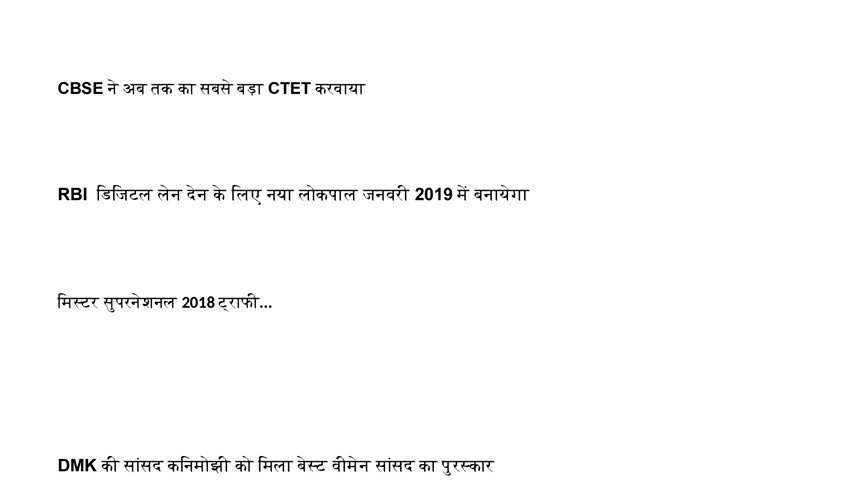 CBSE ने अब तक का सबसे बड़ा CTET करवाया
RBI डिजिटल लेन देन के लिए नया लोकपाल जनवरी 2019 में बनायेगा
मिस्टर सुपरनेशनल 2018 ट्राफी...
DMK की सांसद कनिमोझी को मिला बेस्ट वीमेन सांसद का पुरस्कार